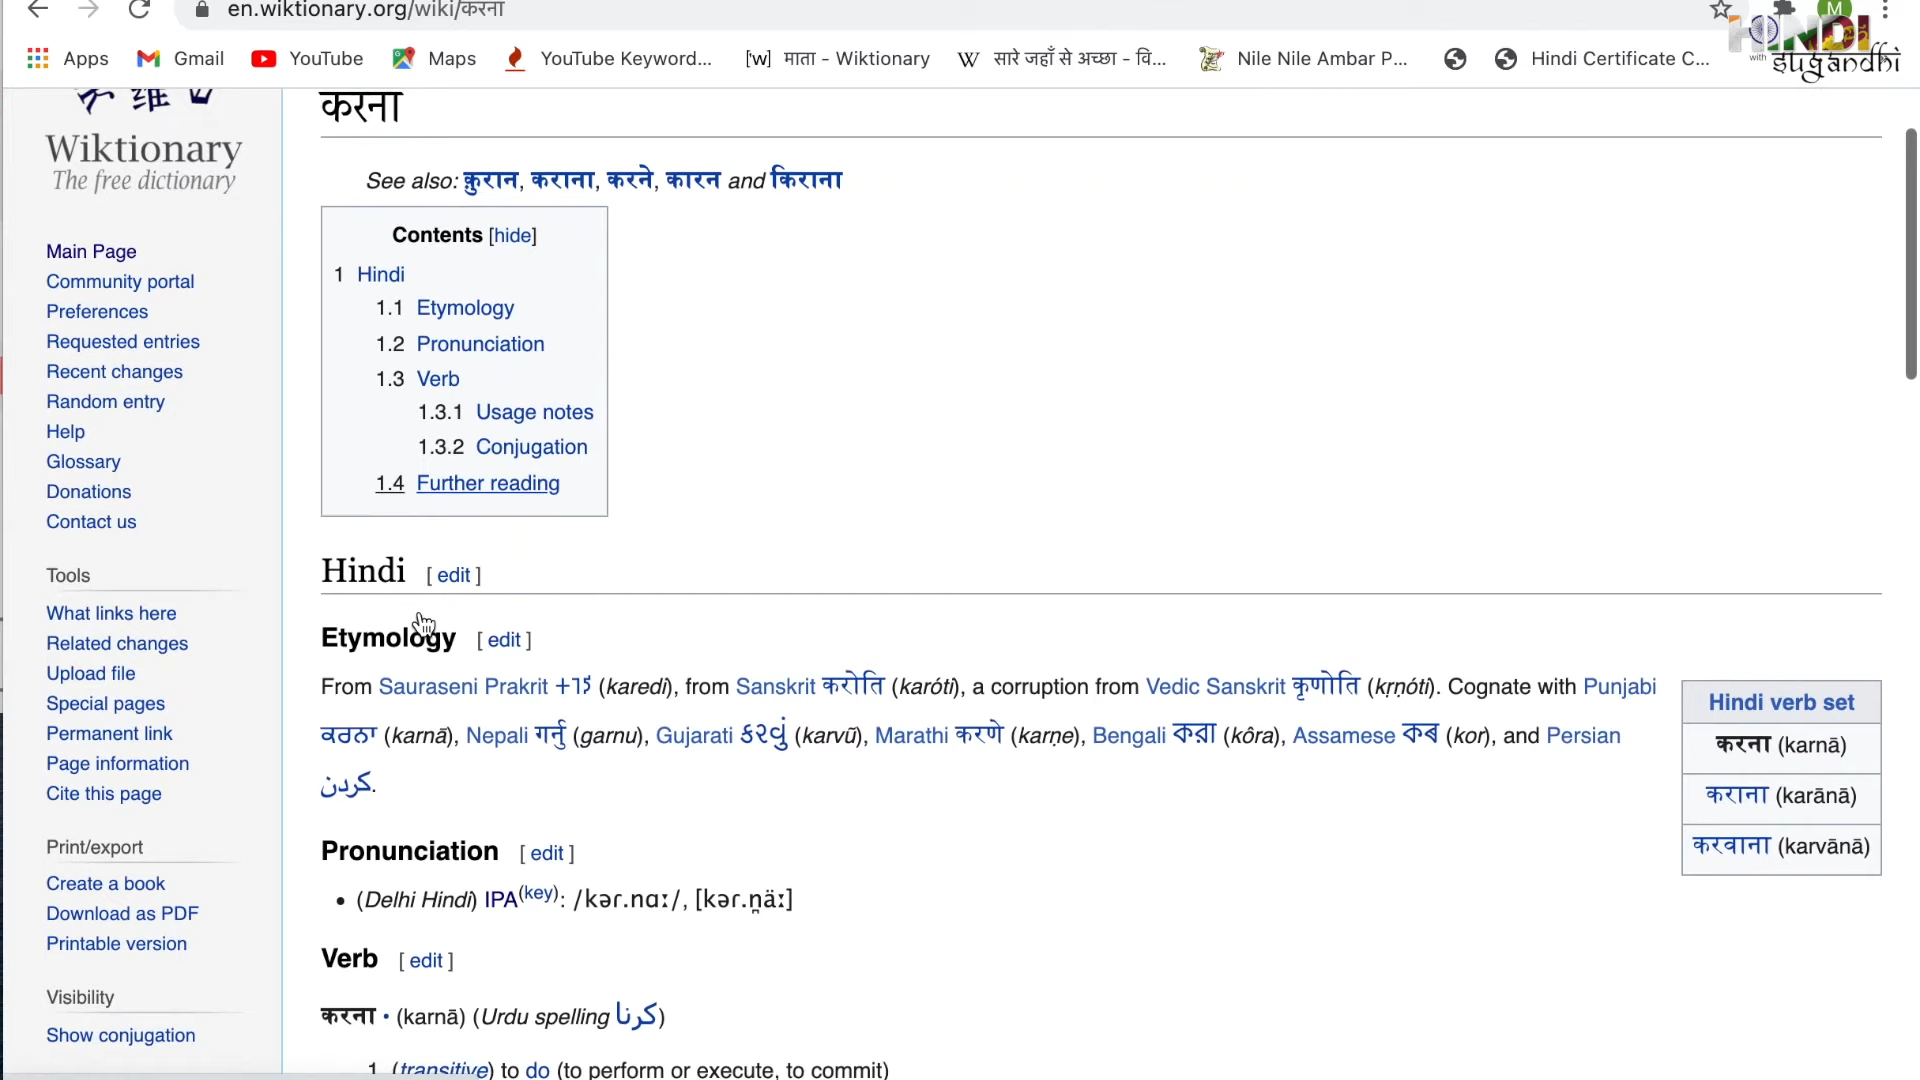 en.wiktionary.org/wiki/करना
M
HINDI
with sugandhi
Apps Gmail YouTube Maps YouTube Keyword... [w] माता - Wiktionary W सारे जहाँ से अच्छा - वि... Nile Nile Ambar P... Hindi Certificate C...
Wiktionary
The free dictionary
Main Page
Community portal
Preferences
Requested entries
Recent changes
Random entry
Help
Glossary
Donations
Contact us
Tools
What links here
Related changes
Upload file
Special pages
Permanent link
Page information
Cite this page
Print/export
Create a book
Download as PDF
Printable version
Visibility
Show conjugation
करना
See also: क़ुरान, कराना, करने, कारन and किराना
Contents [hide]
1 Hindi
1.1 Etymology
1.2 Pronunciation
1.3 Verb
1.3.1 Usage notes
1.3.2 Conjugation
1.4 Further reading
Hindi [ edit ]
Etymology [ edit ]
From Sauraseni Prakrit (karedi), from Sanskrit करोति (karóti), a corruption from Vedic Sanskrit कृणोति (kṛṇóti). Cognate with Punjabi
ਕਰਨਾ (karnā), Nepali गर्नु (garnu), Gujarati કરવું (karvũ), Marathi करणे (karṇe), Bengali করা (kôra), Assamese কৰ (kor), and Persian
کردن.
Hindi verb set
करना (karnā)
कराना (karānā)
करवाना (karvānā)
Pronunciation [ edit ]
• (Delhi Hindi) IPA(key): /kəɾ.nɑː/, [kəɾ.n̪äː]
Verb [ edit ]
करना • (karnā) (Urdu spelling کرنا)
1. (transitive) to do (to perform or execute, to commit)